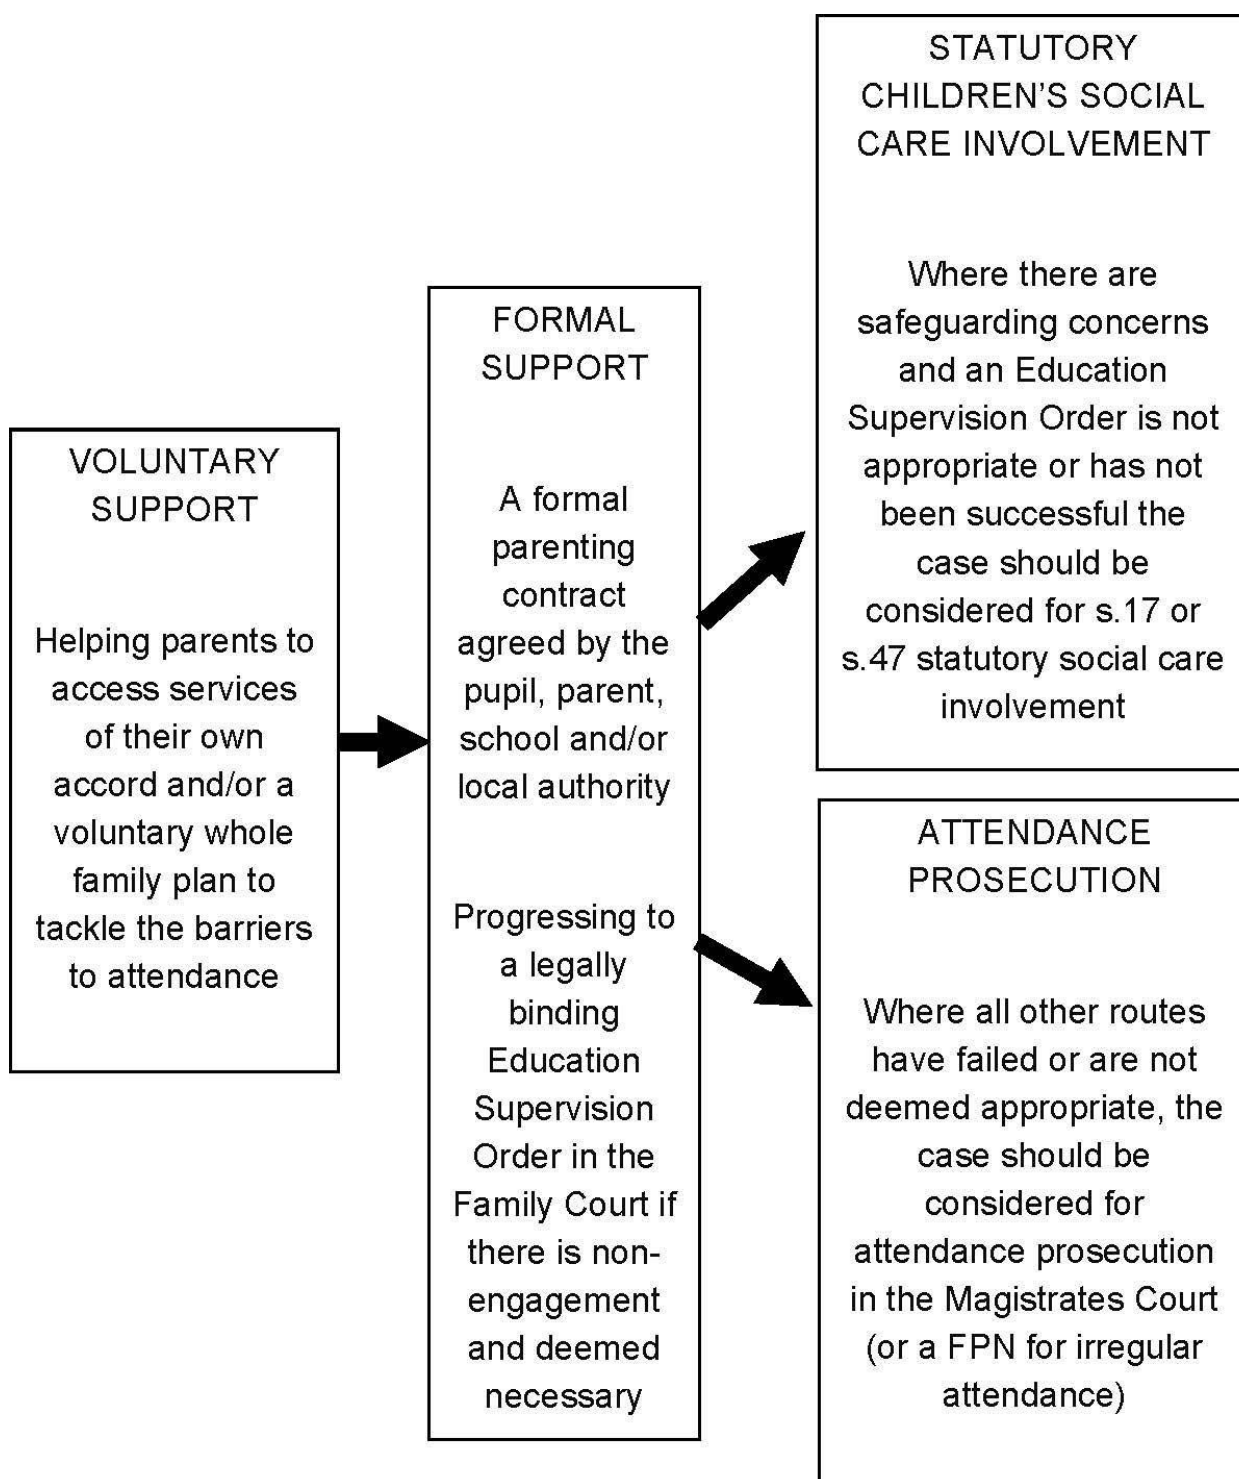 VOLUNTARY
SUPPORT
Helping parents to
access services
of their own
accord and/or a
voluntary whole
family plan to
tackle the barriers
to attendance
FORMAL
SUPPORT
A formal
parenting
contract
agreed by the
pupil, parent,
school and/or
local authority
Progressing to
a legally
binding
Education
Supervision
Order in the
Family Court if
there is non-
engagement
and deemed
necessary
STATUTORY
CHILDREN'S SOCIAL
CARE INVOLVEMENT
Where there are
safeguarding concerns
and an Education
Supervision Order is not
appropriate or has not
been successful the
case should be
considered for s.17 or
s.47 statutory social care
involvement
ATTENDANCE
PROSECUTION
Where all other routes
have failed or are not
deemed appropriate, the
case should be
considered for
attendance prosecution
in the Magistrates Court
(or a FPN for irregular
attendance)